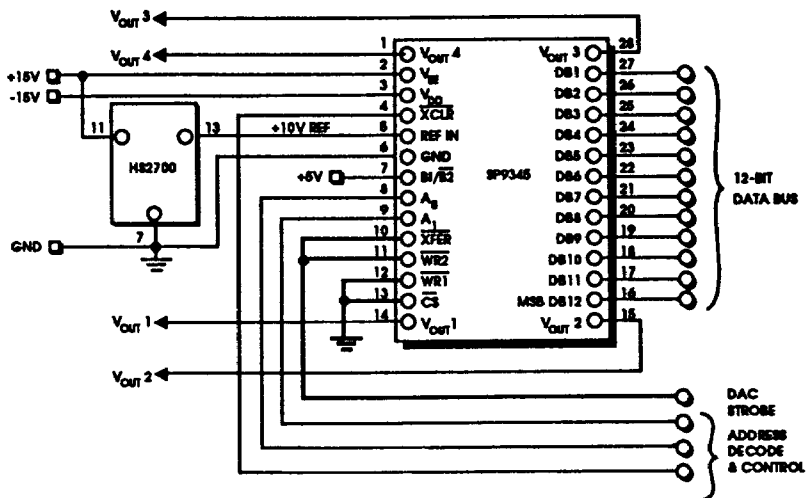 VOUT 3
VOUT 4
+15V
-15V
11
13
HS2700
+10V REF
7
GND
+5V
VOUT 1
VOUT 2
SP9345
1 VOUT 4
2
3 VDD
4 XCLR
5 REF IN
6 GND
7 B1/B2
8
9 A1
10 XFER
11 WR2
12 WR1
13 CS
14 VOUT 1
VOUT 3 28
DB1 27
DB2 26
DB3 25
DB4 24
DB5 23
DB6 22
DB7 21
DB8 20
DB9 19
DB10 18
DB11 17
MSB DB12 16
VOUT 2 15
12-BIT
DATA BUS
DAC
STROBE
ADDRESS
DECODE
& CONTROL